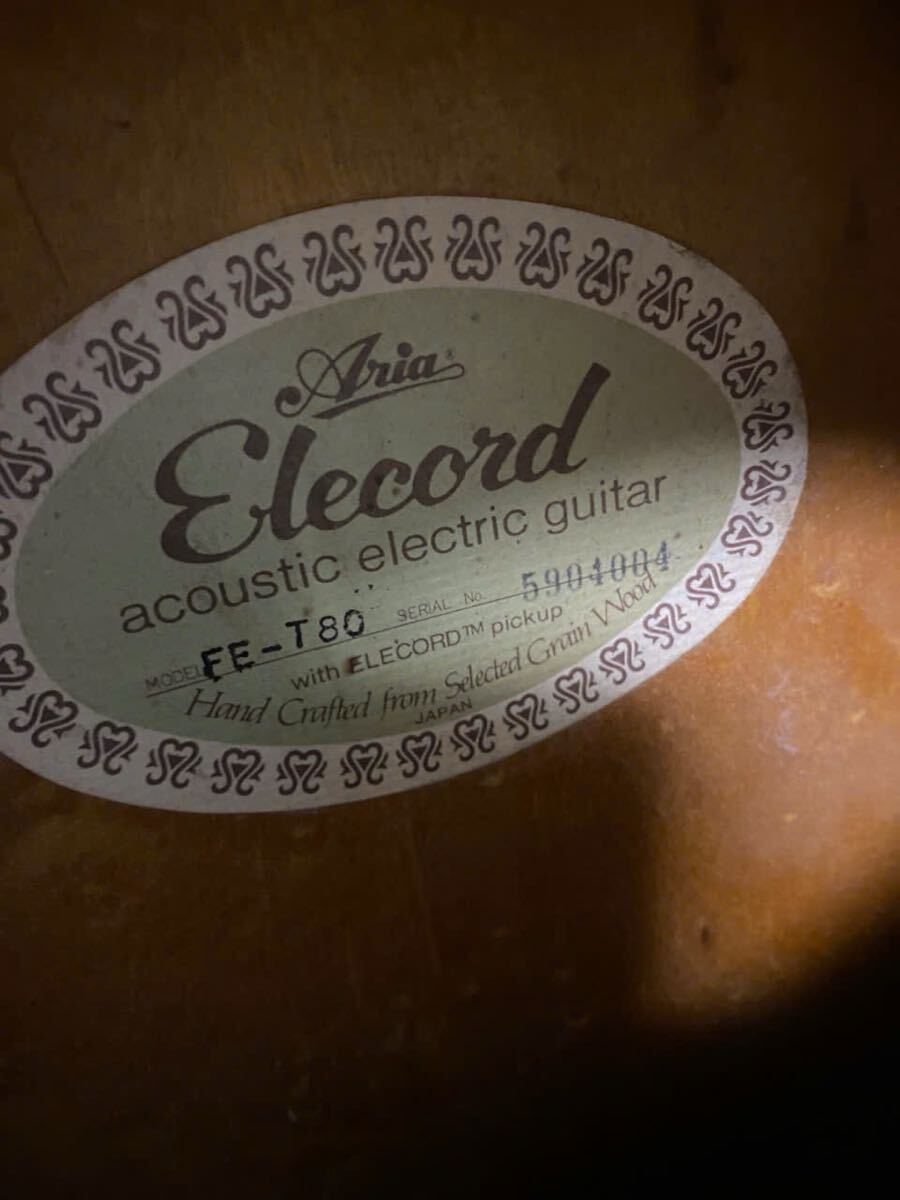 Aria®
Elecord
acoustic electric guitar
MODEL FE-T80 SERIAL No. 5904004
with ELECORD™ pickup
Hand Crafted from Selected Grain Wood
JAPAN